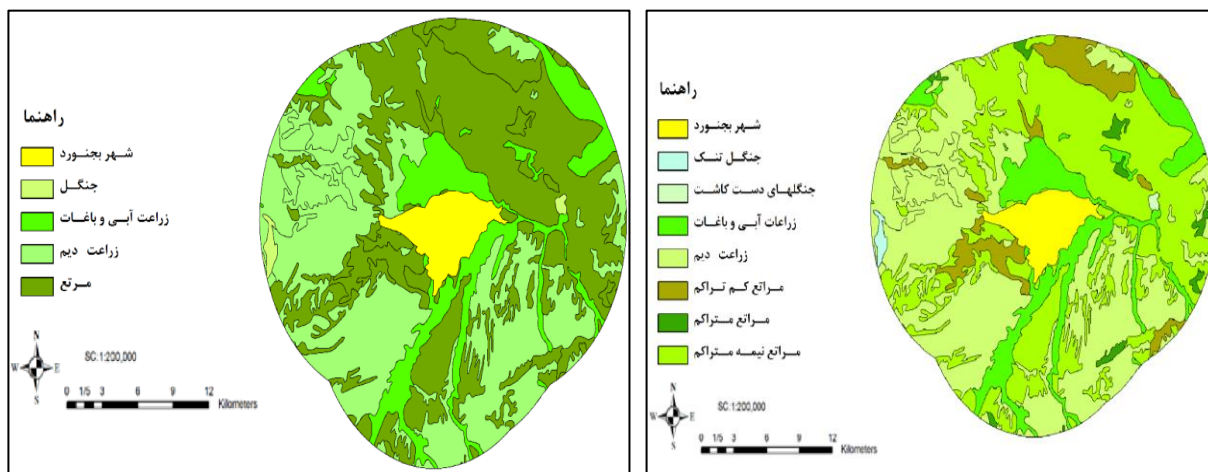 راهنما
شهر بجنورد
جنگل
زراعت آبی و باغات
زراعت دیم
مرتع
N
W E
S
SC:1:200,000
0 1/5 3 6 9 12
Kilometers
راهنما
شهر بجنورد
جنگل تنک
جنگلهای دست کاشت
زراعات آبی و باغات
زراعت دیم
مراتع کم تراکم
مراتع متراکم
مراتع نیمه متراکم
N
W E
S
SC:1:200,000
0 1/5 3 6 9 12
Kilometers